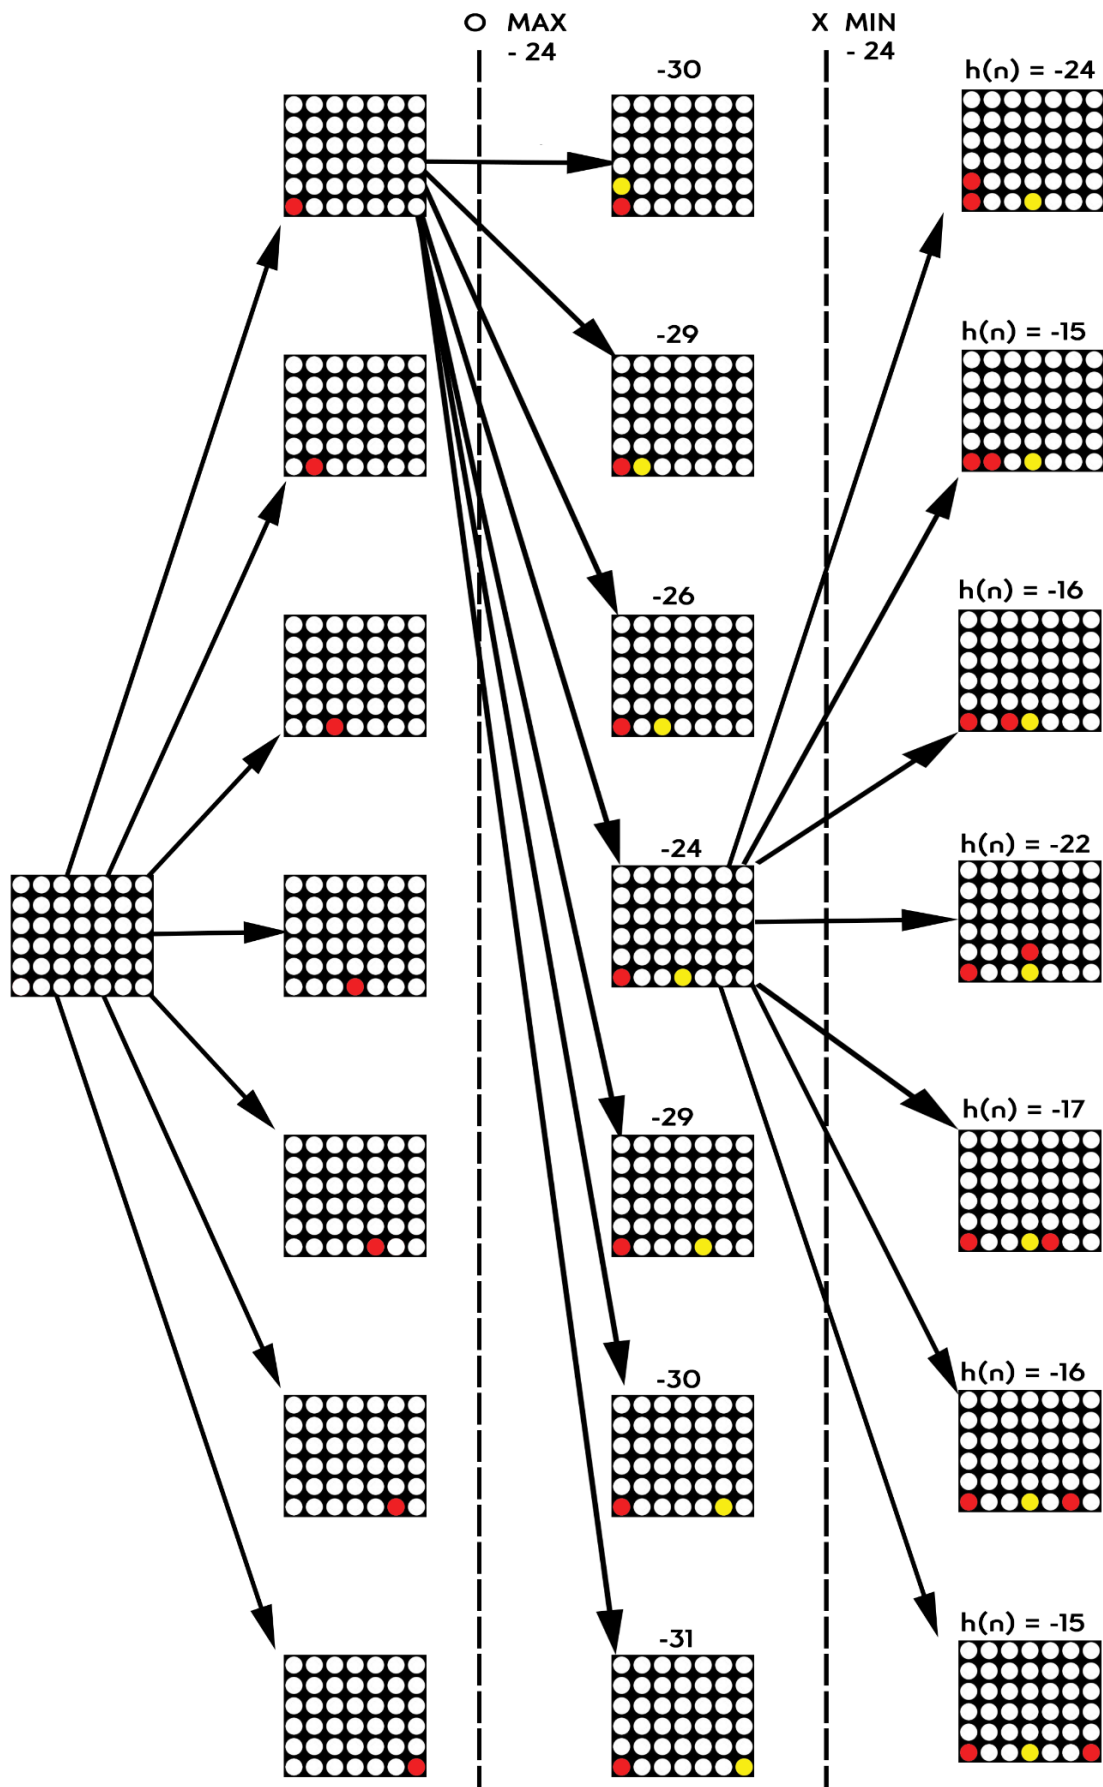 O MAX
- 24
X MIN
- 24
-30
h(n) = -24
-29
h(n) = -15
-26
h(n) = -16
-24
h(n) = -22
-29
h(n) = -17
-30
h(n) = -16
-31
h(n) = -15